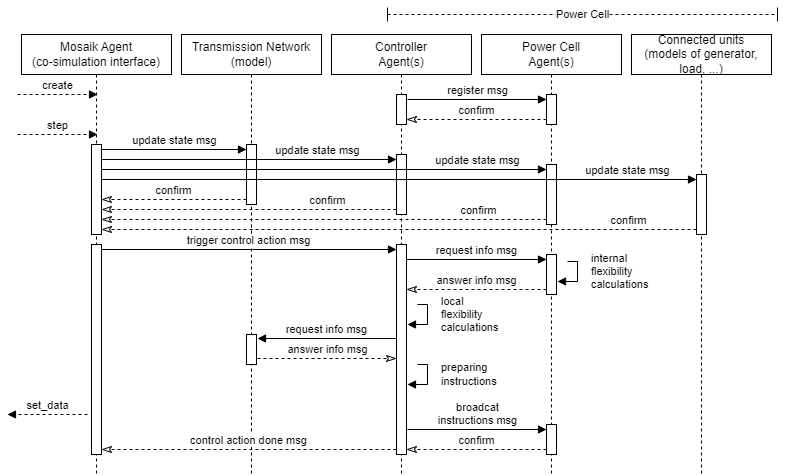 Power Cell
Mosaik Agent
(co-simulation interface)
Transmission Network
(model)
Controller
Agent(s)
Power Cell
Agent(s)
Connected units
(models of generator,
load, ...)
create
register msg
confirm
step
update state msg
update state msg
update state msg
update state msg
confirm
confirm
confirm
confirm
trigger control action msg
request info msg
internal
flexibility
calculations
answer info msg
local
flexibility
calculations
request info msg
answer info msg
preparing
instructions
set_data
broadcat
instructions msg
control action done msg
confirm